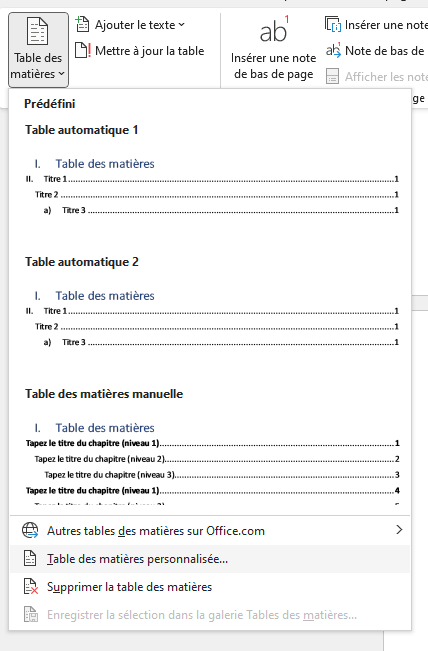 Table des
matières
Ajouter le texte
Mettre à jour la table
ab1
Insérer une note
de bas de page
Insérer une note
ab Note de bas de
Afficher les note
ge
Prédéfini
Table automatique 1
I. Table des matières
II. Titre 1...1
Titre 2...1
a) Titre 3...1
Table automatique 2
I. Table des matières
II. Titre 1...1
Titre 2...1
a) Titre 3...1
Table des matières manuelle
I. Table des matières
Tapez le titre du chapitre (niveau 1)...1
Tapez le titre du chapitre (niveau 2)...2
Tapez le titre du chapitre (niveau 3)...3
Tapez le titre du chapitre (niveau 1)...4
Autres tables des matières sur Office.com
Table des matières personnalisée...
Supprimer la table des matières
Enregistrer la sélection dans la galerie Tables des matières...